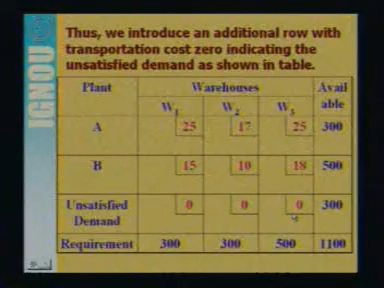 Thus, we introduce an additional row with
transportation cost zero indicating the
unsatisfied demand as shown in table.
IGNOU
Plant Warehouses Avail
able
W1 W2 W3
A 25 17 25 300
B 15 10 18 500
Unsatisfied
Demand 0 0 0 300
Requirement 300 300 500 1100